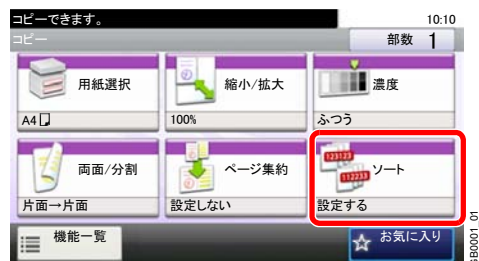 コピーできます。 10:10
コピー 部数 1
用紙選択 縮小/拡大 濃度
A4 100% ふつう
123123
112233
両面/分割 ページ集約 ソート
片面→片面 設定しない 設定する
機能一覧 お気に入り